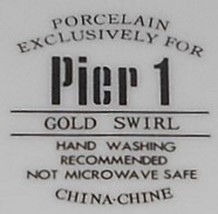 PORCELAIN
EXCLUSIVELY FOR
Pier 1
GOLD SWIRL
HAND WASHING
RECOMMENDED
NOT MICROWAVE SAFE
CHINA·CHINE